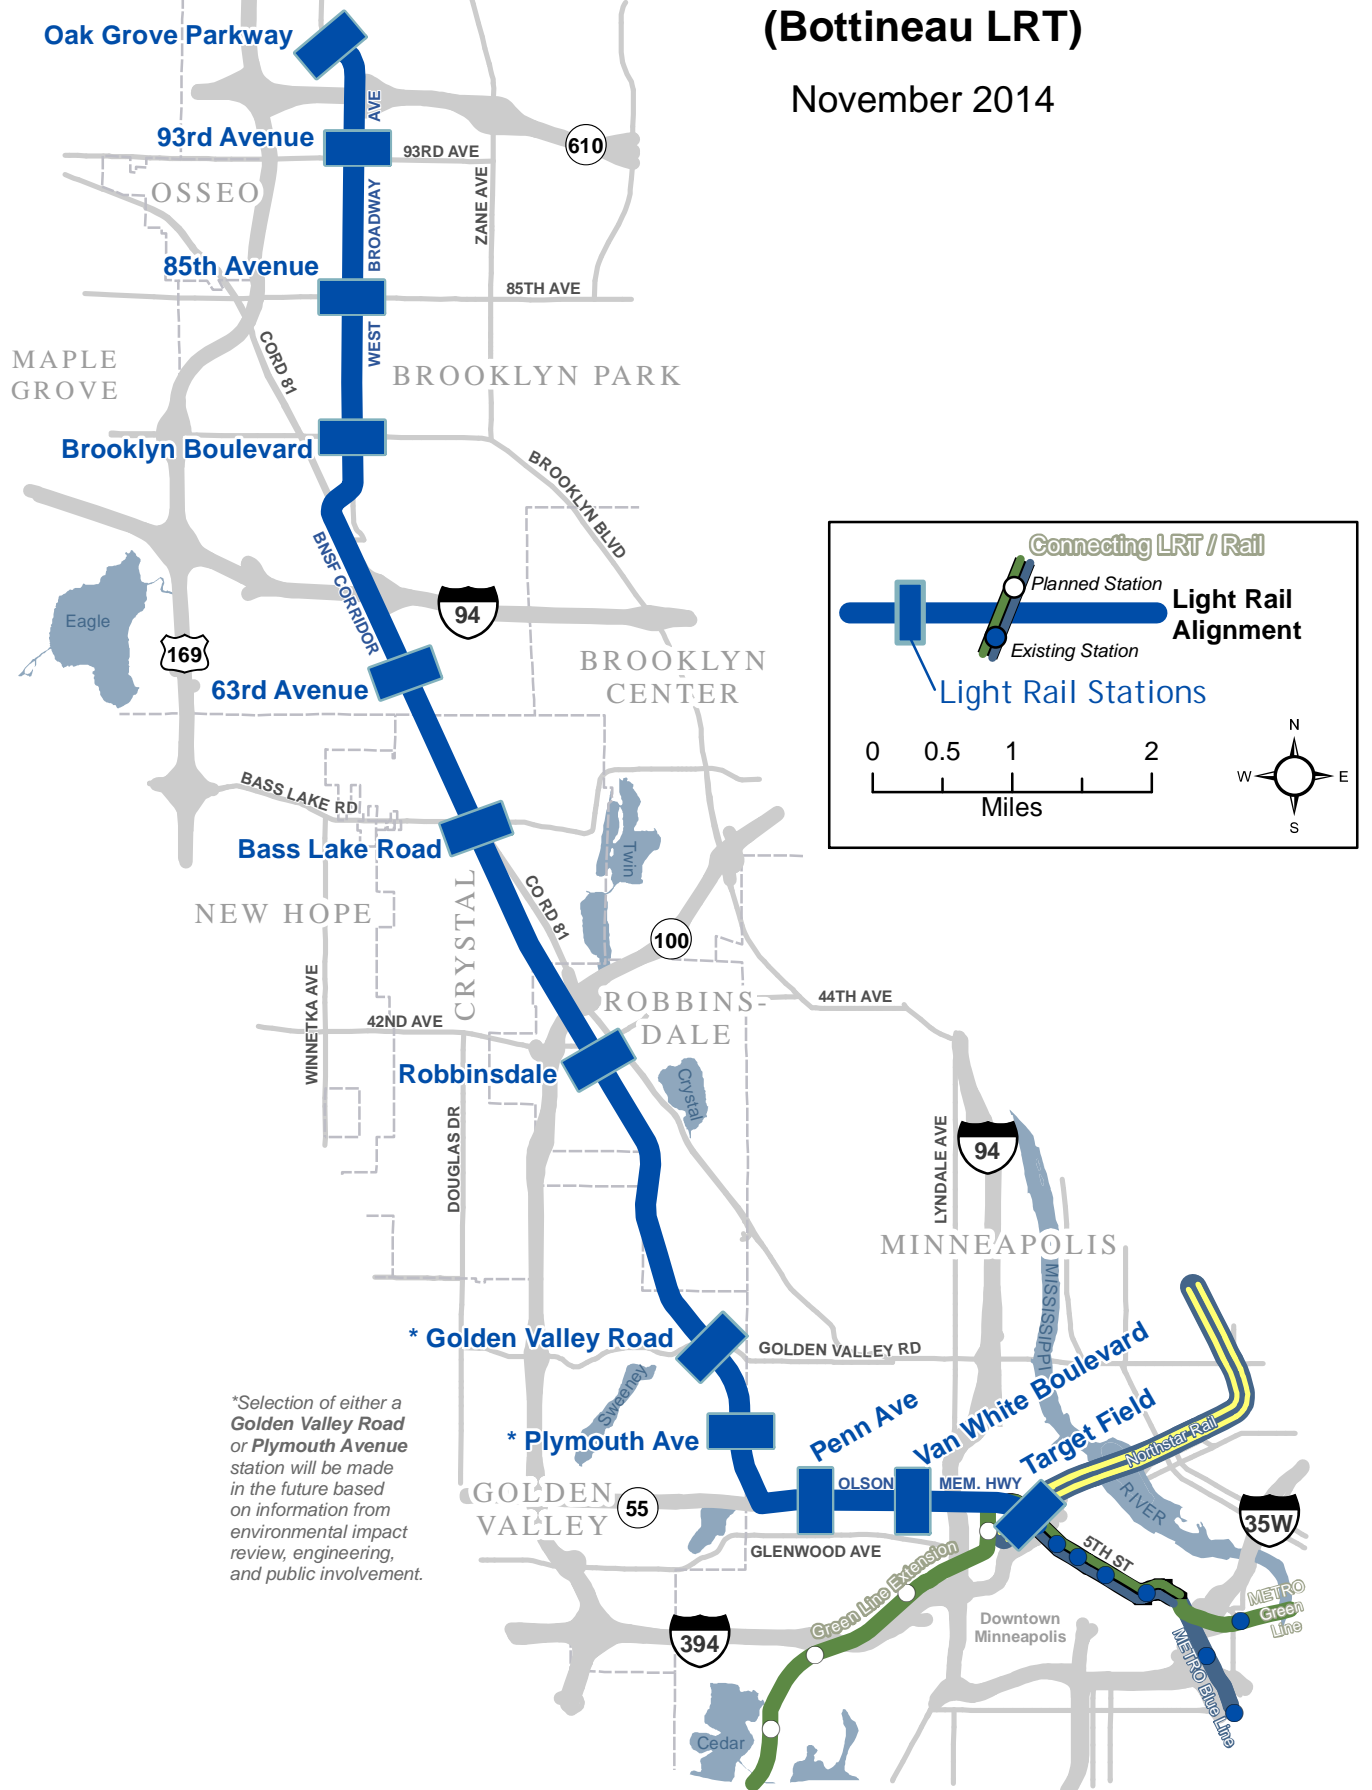 (Bottineau LRT)
November 2014
Oak Grove Parkway
AVE
93rd Avenue
93RD AVE
610
OSSEO
ZANE AVE
BROADWAY
85th Avenue
85TH AVE
WEST
CORD 81
MAPLE
GROVE
BROOKLYN PARK
Brooklyn Boulevard
BROOKLYN BLVD
BNSF CORRIDOR
Connecting LRT / Rail
Planned Station
Light Rail
Alignment
Existing Station
Light Rail Stations
0 0.5 1 2
Miles
N
W E
S
94
Eagle
169
BROOKLYN
CENTER
63rd Avenue
BASS LAKE RD
Bass Lake Road
Twin
CRYSTAL
CO RD 81
NEW HOPE
100
WINNETKA AVE
ROBBINS-
DALE
44TH AVE
42ND AVE
Robbinsdale
Crystal
DOUGLAS DR
LYNDALE AVE
94
MINNEAPOLIS
MISSISSIPPI
* Golden Valley Road
GOLDEN VALLEY RD
Sweeney
*Selection of either a
Golden Valley Road
or Plymouth Avenue
station will be made
in the future based
on information from
environmental impact
review, engineering,
and public involvement.
* Plymouth Ave
Penn Ave
Van White Boulevard
Target Field
Northstar Rail
RIVER
OLSON MEM. HWY
GOLDEN
VALLEY
55
35W
5TH ST
GLENWOOD AVE
Green Line Extension
METRO
Green
Line
Downtown
Minneapolis
394
METRO Blue Line
Cedar